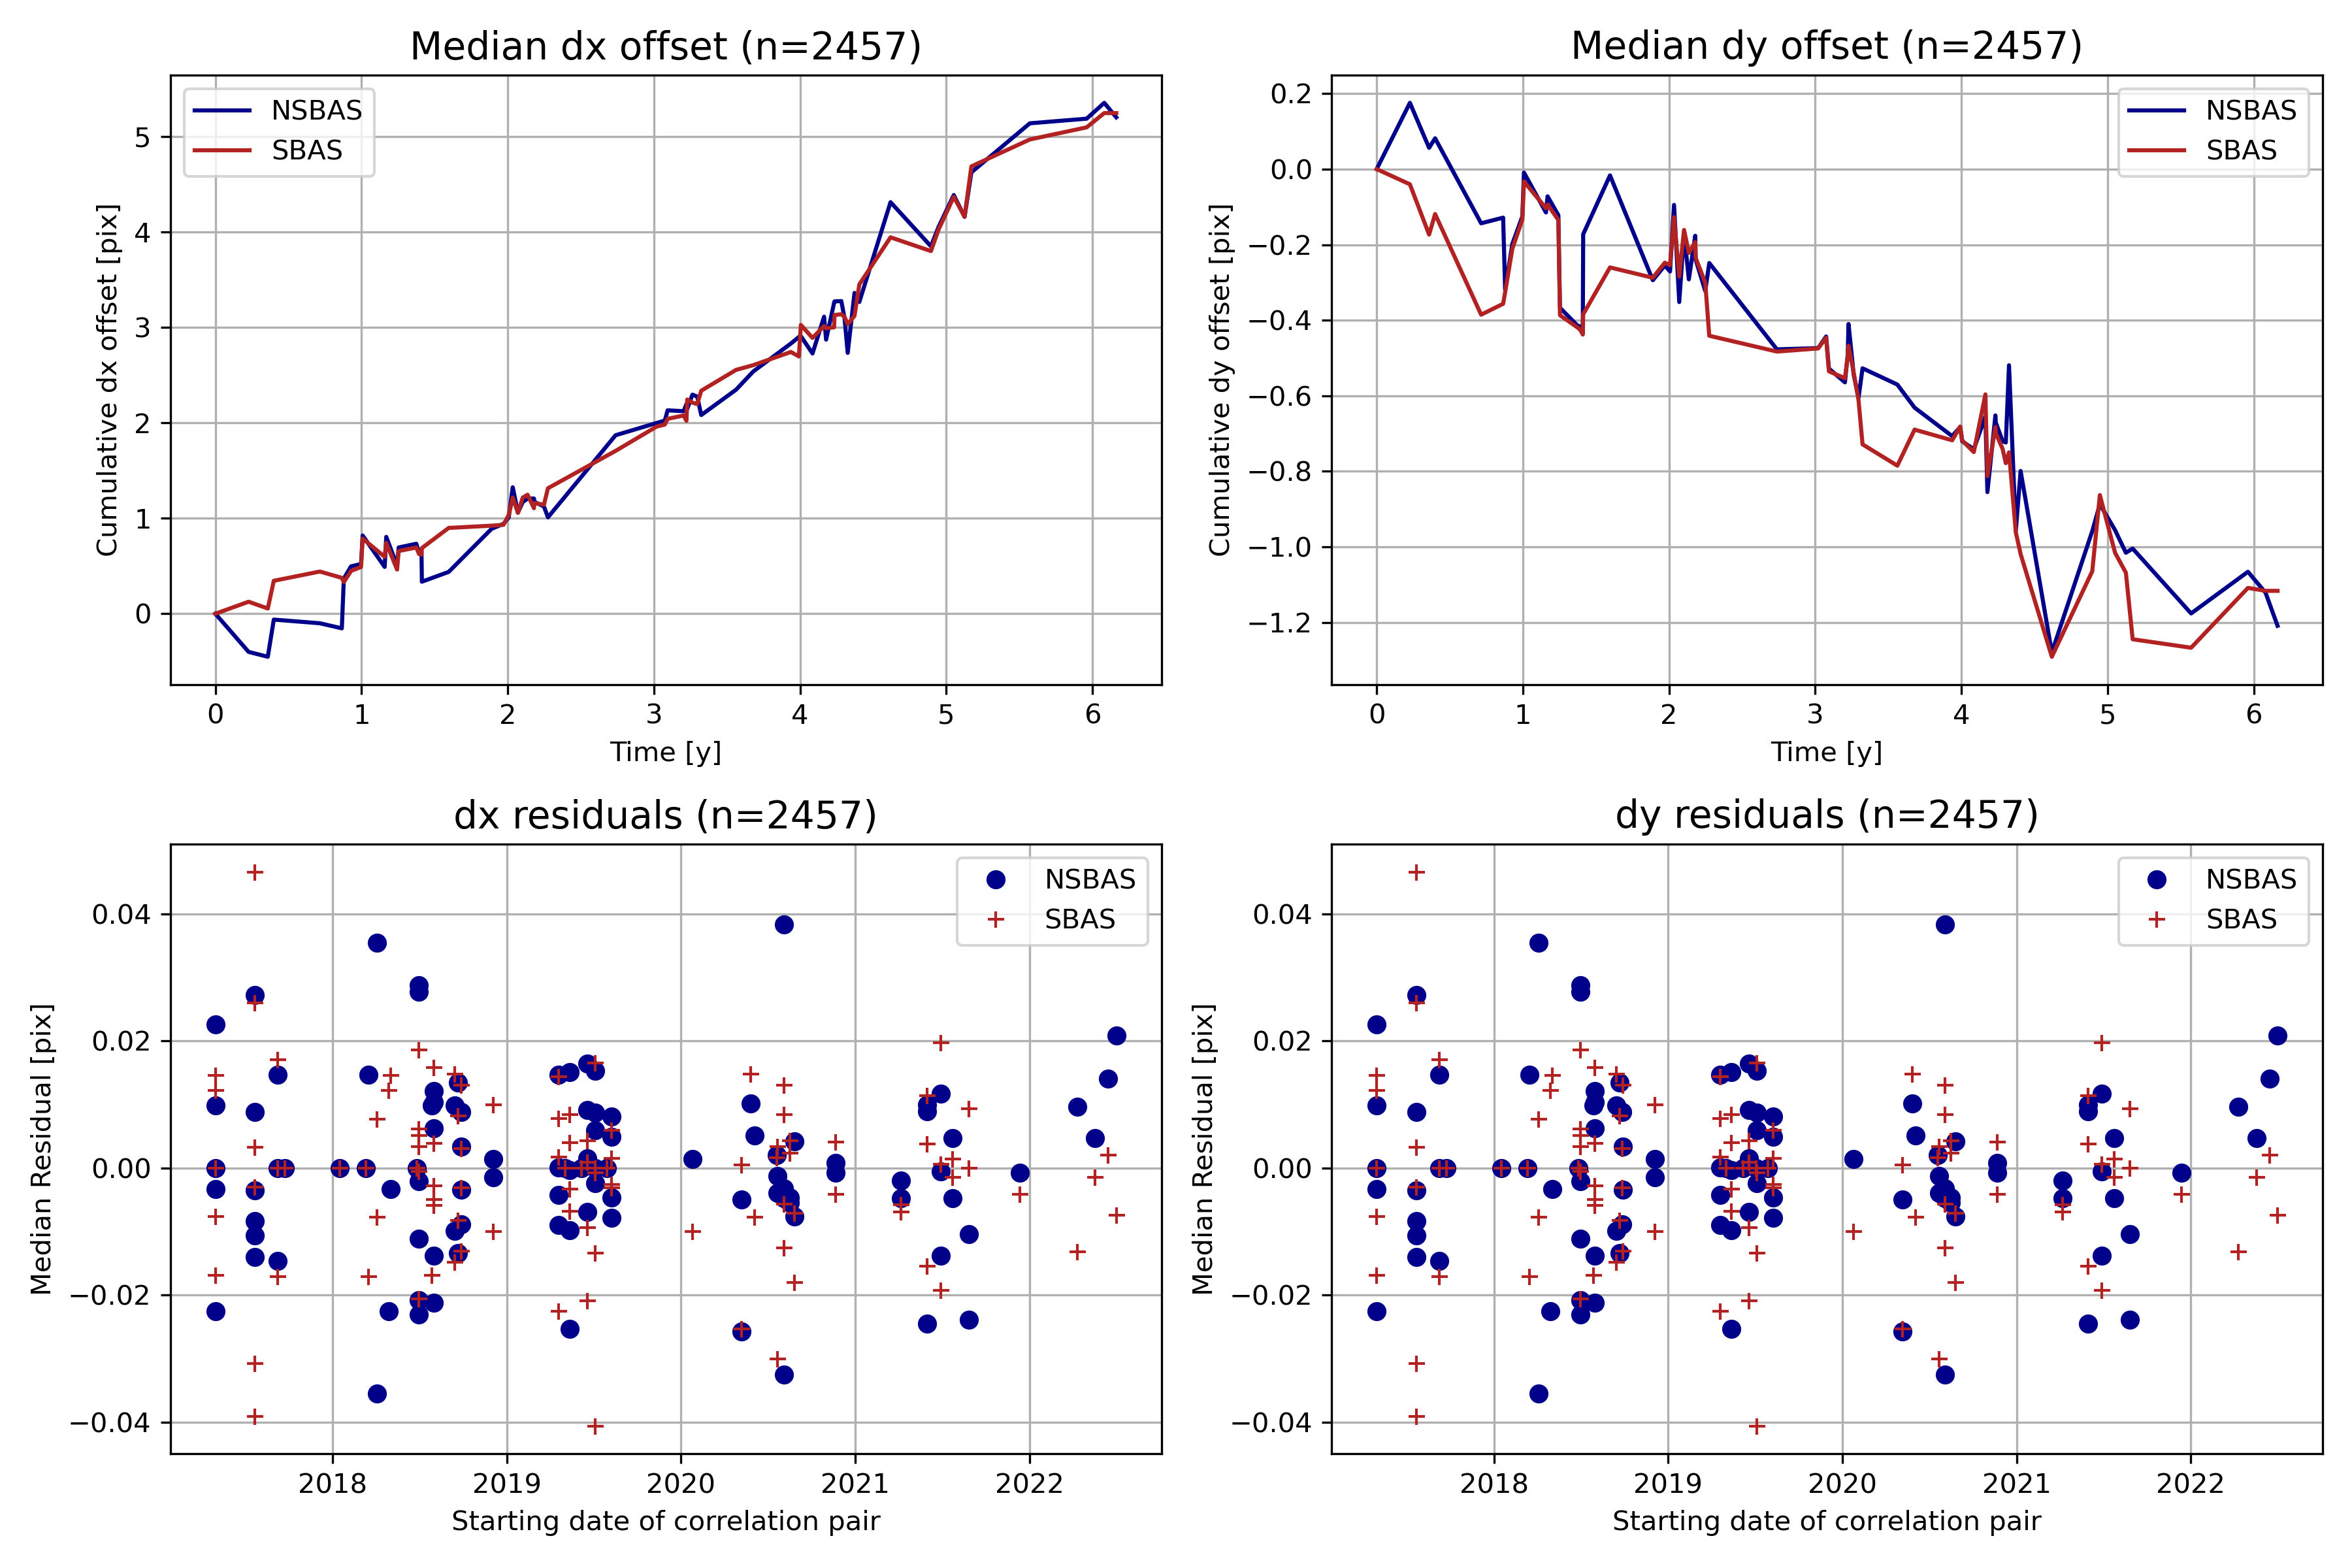 Median dx offset (n=2457)
NSBAS
SBAS
Cumulative dx offset [pix]
5
4
3
2
1
0
0 1 2 3 4 5 6
Time [y]
Median dy offset (n=2457)
NSBAS
SBAS
Cumulative dy offset [pix]
0.2
0.0
−0.2
−0.4
−0.6
−0.8
−1.0
−1.2
0 1 2 3 4 5 6
Time [y]
dx residuals (n=2457)
NSBAS
SBAS
Median Residual [pix]
0.04
0.02
0.00
−0.02
−0.04
2018 2019 2020 2021 2022
Starting date of correlation pair
dy residuals (n=2457)
NSBAS
SBAS
Median Residual [pix]
0.04
0.02
0.00
−0.02
−0.04
2018 2019 2020 2021 2022
Starting date of correlation pair